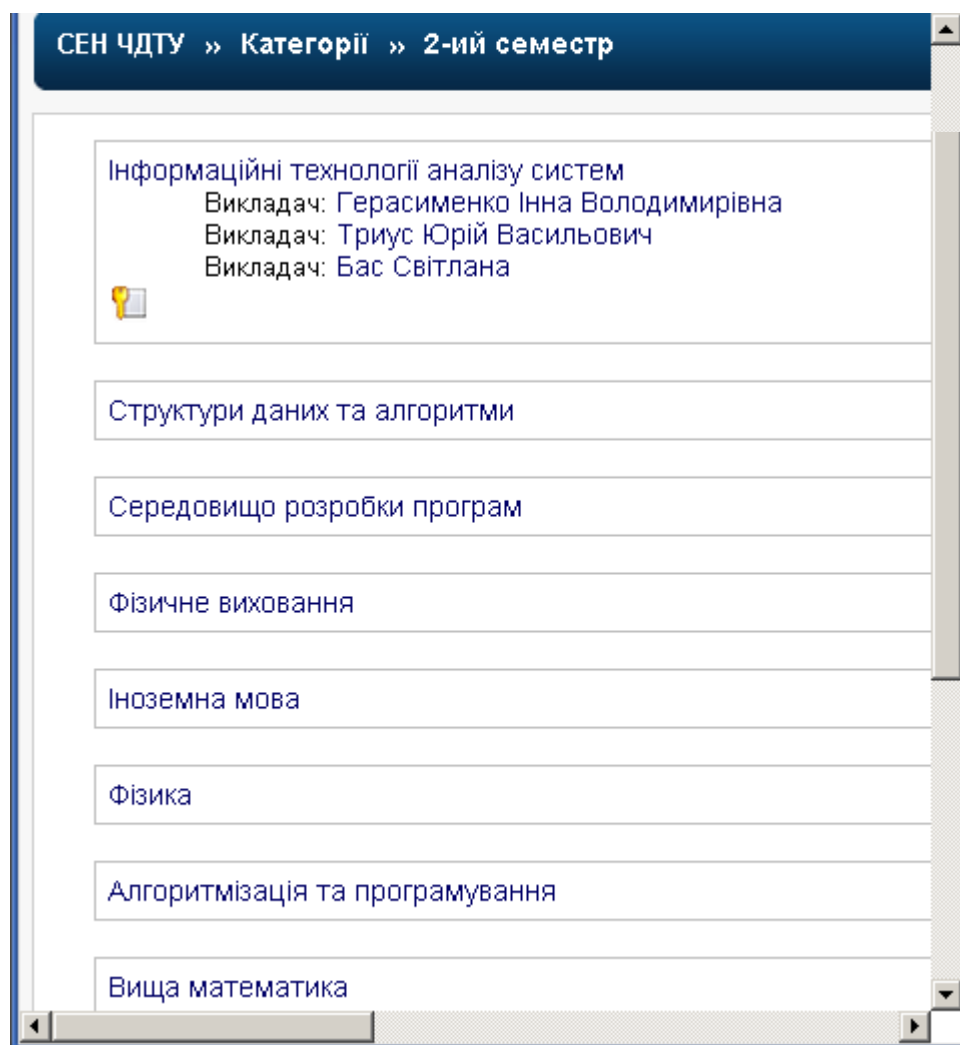 СЕН ЧДТУ » Категорії » 2-ий семестр
Інформаційні технології аналізу систем
Викладач: Герасименко Інна Володимирівна
Викладач: Триус Юрій Васильович
Викладач: Бас Світлана
Структури даних та алгоритми
Середовищо розробки програм
Фізичне виховання
Іноземна мова
Фізика
Алгоритмізація та програмування
Вища математика